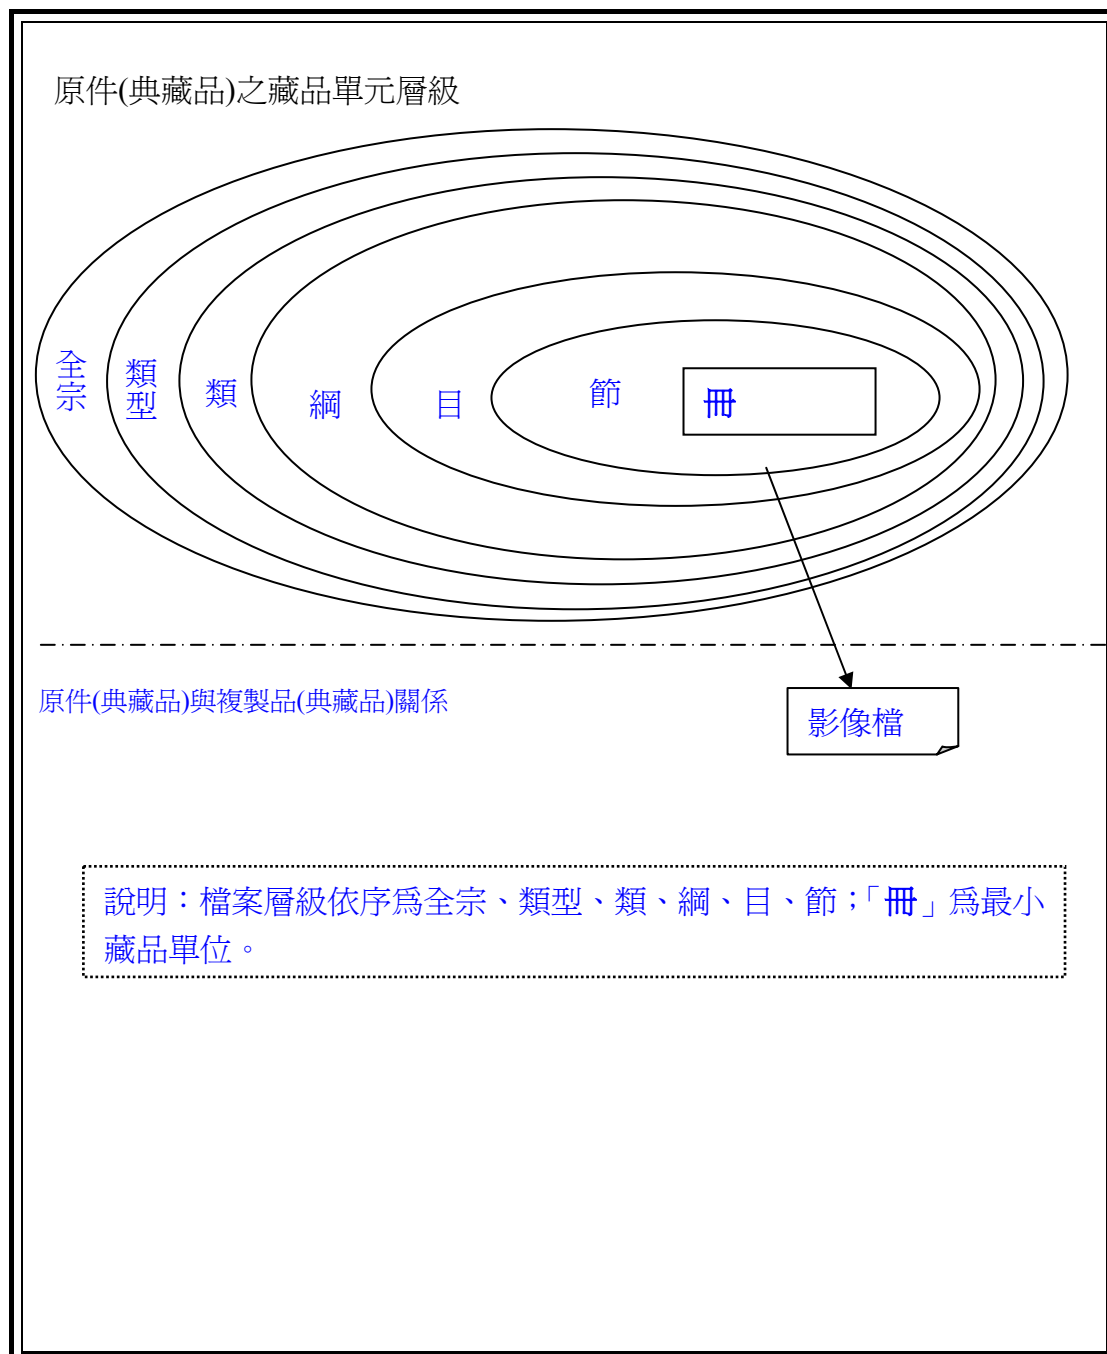 原件(典藏品)之藏品單元層級
全宗
類型
類
綱
目
節
冊
原件(典藏品)與複製品(典藏品)關係
影像檔
說明：檔案層級依序為全宗、類型、類、綱、目、節；「冊」為最小
藏品單位。